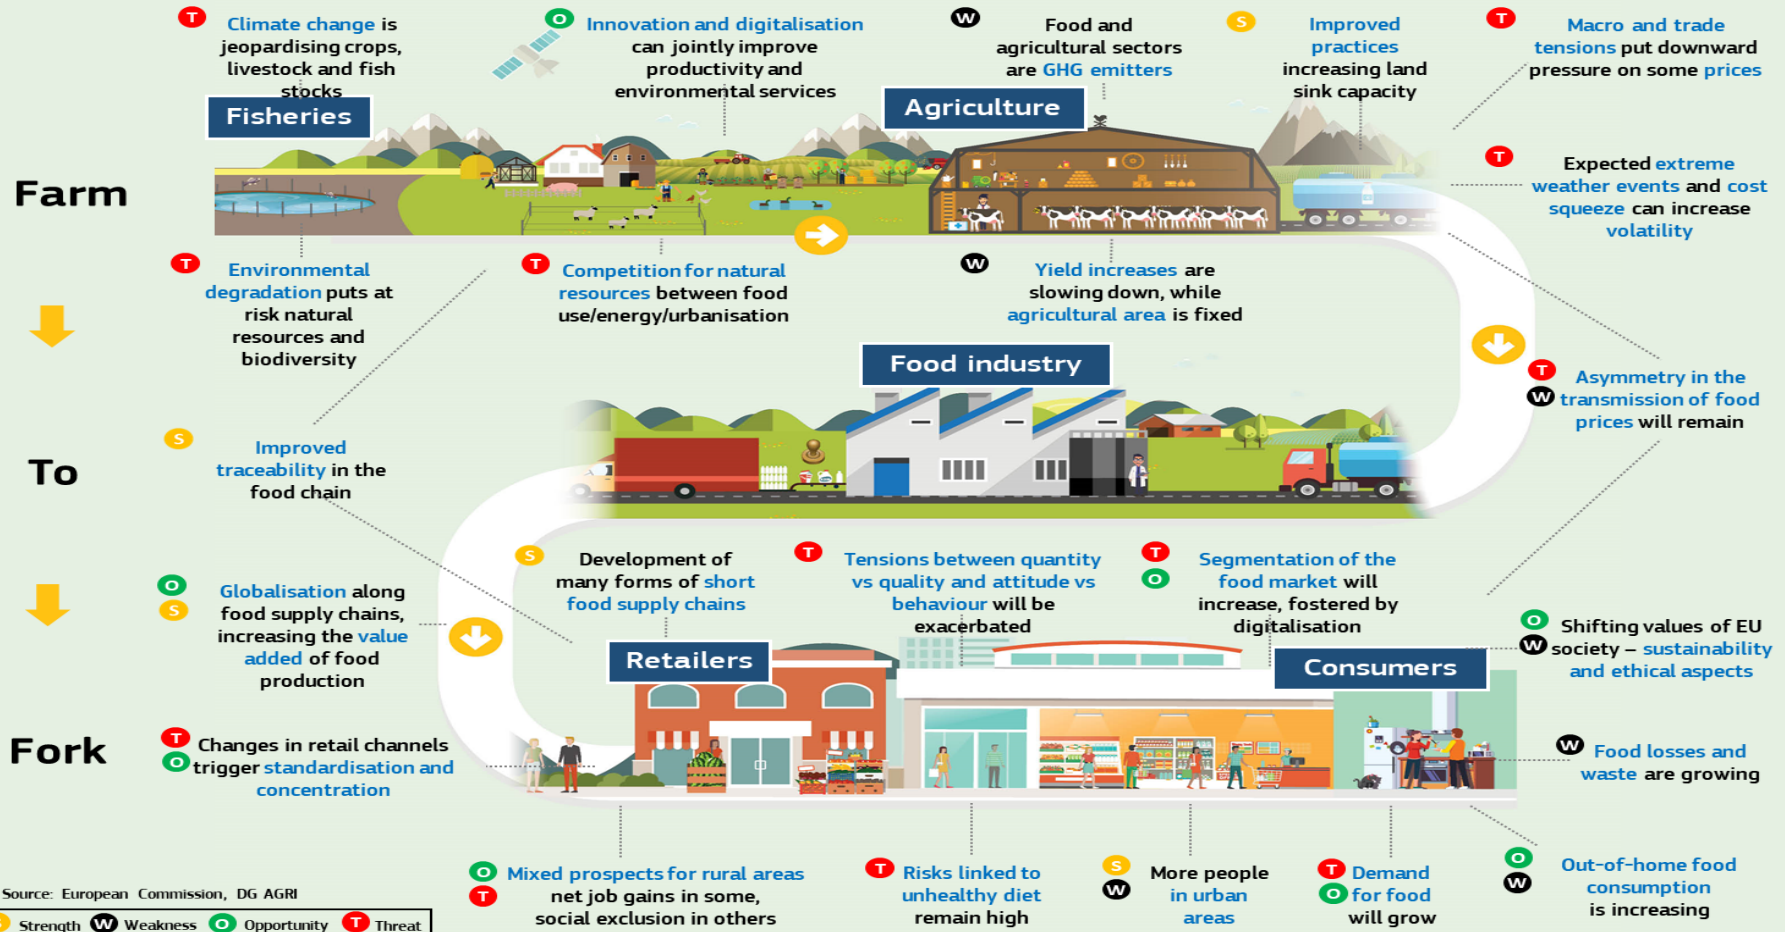 T
Climate change is
jeopardising crops,
livestock and fish
stocks
O
Innovation and digitalisation
can jointly improve
productivity and
environmental services
W
Food and
agricultural sectors
are GHG emitters
S
Improved
practices
increasing land
sink capacity
T
Macro and trade
tensions put downward
pressure on some prices
Fisheries
Agriculture
Farm
T
Expected extreme
weather events and cost
squeeze can increase
volatility
T
Environmental
degradation puts at
risk natural
resources and
biodiversity
T
Competition for natural
resources between food
use/energy/urbanisation
W
Yield increases are
slowing down, while
agricultural area is fixed
Food industry
T
W
Asymmetry in the
transmission of food
prices will remain
To
S
Improved
traceability in the
food chain
O
S
Globalisation along
food supply chains,
increasing the value
added of food
production
S
Development of
many forms of short
food supply chains
T
Tensions between quantity
vs quality and attitude vs
behaviour will be
exacerbated
T
O
Segmentation of the
food market will
increase, fostered by
digitalisation
Retailers
Consumers
O
W
Shifting values of EU
society – sustainability
and ethical aspects
Fork
T
O
Changes in retail channels
trigger standardisation and
concentration
W
Food losses and
waste are growing
O
T
Mixed prospects for rural areas
net job gains in some,
social exclusion in others
T
Risks linked to
unhealthy diet
remain high
S
W
More people
in urban
areas
T
O
Demand
for food
will grow
O
W
Out-of-home food
consumption
is increasing
Source: European Commission, DG AGRI
S Strength W Weakness O Opportunity T Threat